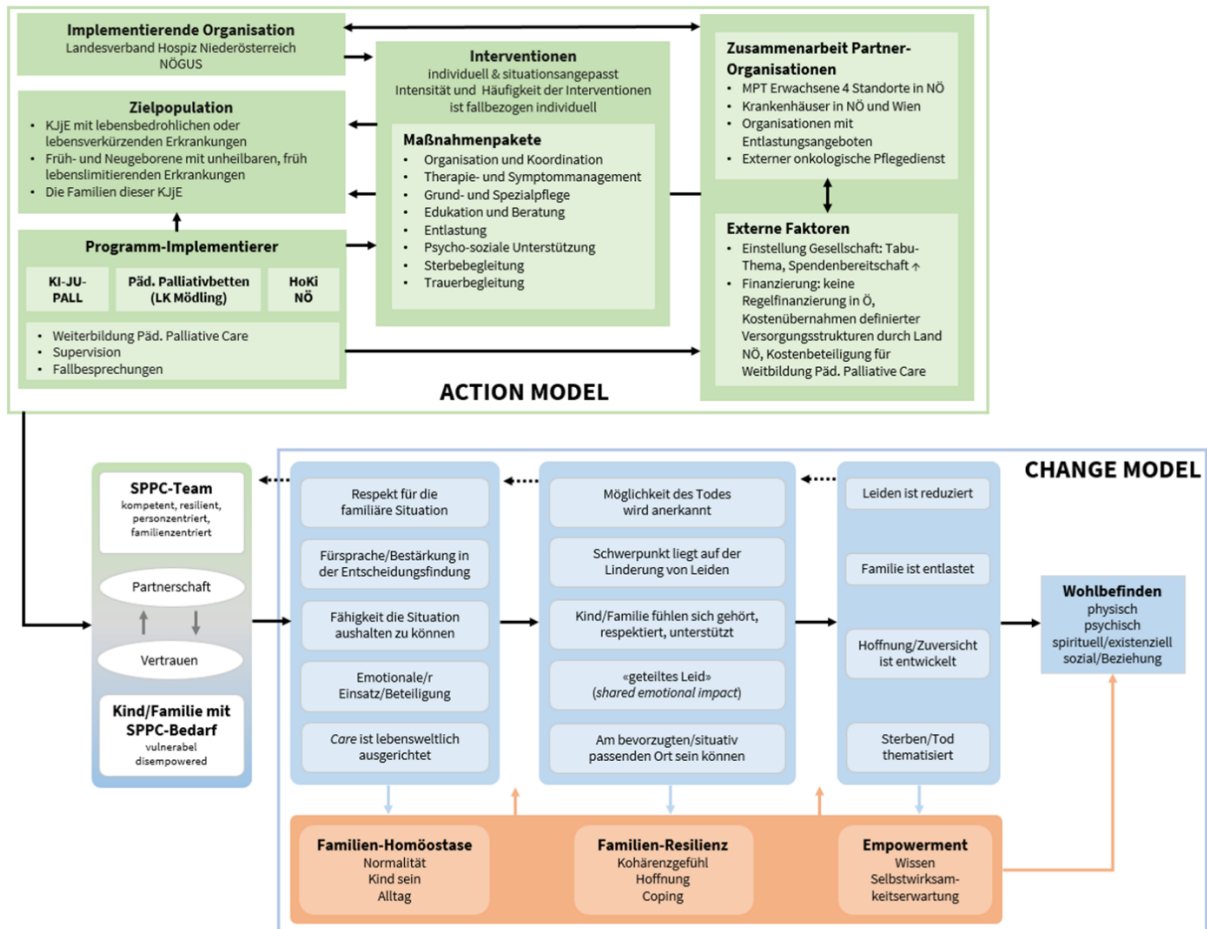 Implementierende Organisation
Landesverband Hospiz Niederösterreich
NÖGUS
Zielpopulation
• KJjE mit lebensbedrohlichen oder
lebensverkürzenden Erkrankungen
• Früh- und Neugeborene mit unheilbaren, früh
lebenslimitierenden Erkrankungen
• Die Familien dieser KJjE
Programm-Implementierer
KI-JU-
PALL
Päd. Palliativbetten
(LK Mödling)
HoKi
NÖ
• Weiterbildung Päd. Palliative Care
• Supervision
• Fallbesprechungen
Interventionen
individuell & situationsangepasst
Intensität und Häufigkeit der Interventionen
ist fallbezogen individuell
Maßnahmenpakete
• Organisation und Koordination
• Therapie- und Symptommanagement
• Grund- und Spezialpflege
• Edukation und Beratung
• Entlastung
• Psycho-soziale Unterstützung
• Sterbebegleitung
• Trauerbegleitung
Zusammenarbeit Partner-
Organisationen
• MPT Erwachsene 4 Standorte in NÖ
• Krankenhäuser in NÖ und Wien
• Organisationen mit
Entlastungsangeboten
• Externer onkologische Pflegedienst
Externe Faktoren
• Einstellung Gesellschaft: Tabu-
Thema, Spendenbereitschaft ↑
• Finanzierung: keine
Regelfinanzierung in Ö,
Kostenübernahmen definierter
Versorgungsstrukturen durch Land
NÖ, Kostenbeteiligung für
Weitbildung Päd. Palliative Care
ACTION MODEL
CHANGE MODEL
SPPC-Team
kompetent, resilient,
personzentriert,
familienzentriert
Partnerschaft
Vertrauen
Kind/Familie mit
SPPC-Bedarf
vulnerabel
disempowered
Respekt für die
familiäre Situation
Fürsprache/Bestärkung in
der Entscheidungsfindung
Fähigkeit die Situation
aushalten zu können
Emotionale/r
Einsatz/Beteiligung
Care ist lebensweltlich
ausgerichtet
Möglichkeit des Todes
wird anerkannt
Schwerpunkt liegt auf der
Linderung von Leiden
Kind/Familie fühlen sich gehört,
respektiert, unterstützt
«geteiltes Leid»
(shared emotional impact)
Am bevorzugten/situativ
passenden Ort sein können
Leiden ist reduziert
Familie ist entlastet
Hoffnung/Zuversicht
ist entwickelt
Sterben/Tod
thematisiert
Wohlbefinden
physisch
psychisch
spirituell/existenziell
sozial/Beziehung
Familien-Homöostase
Normalität
Kind sein
Alltag
Familien-Resilienz
Kohärenzgefühl
Hoffnung
Coping
Empowerment
Wissen
Selbstwirksam-
keitserwartung